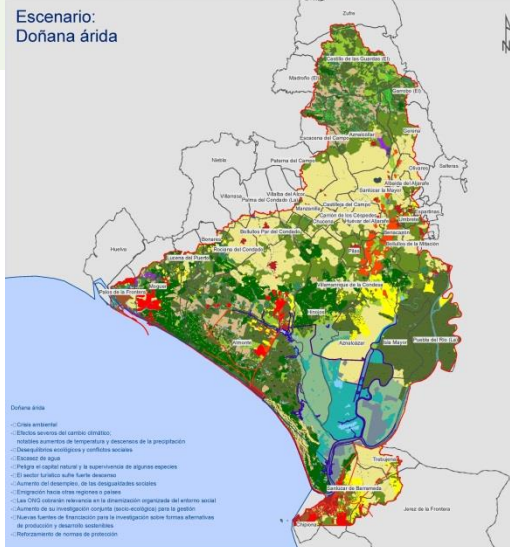 Escenario:
Doñana árida
Zufre
N
Castillo de las Guardas (El)
Madroño (El)
Garrobo (El)
Gerena
Escacena del Campo
Aznalcóllar
Niebla
Paterna del Campo
Olivares
Salteras
Albaida del Aljarafe
Sanlúcar la Mayor
Villarrasa
Villalba del Alcor
Palma del Condado (La)
Manzanilla
Castilleja del Campo
Carrión de los Céspedes
Chucena
Huévar del Aljarafe
Umbrete
Espartinas
Benacazón
Bollullos de la Mitación
Huelva
Bonares
Bollullos Par del Condado
Rociana del Condado
Lucena del Puerto
Pilas
Villamanrique de la Condesa
Palos de la Frontera
Moguer
Hinojos
Almonte
Aznalcázar
Isla Mayor
Puebla del Río (La)
Doñana árida
Crisis ambiental
Efectos severos del cambio climático:
notables aumentos de temperatura y descensos de la precipitación
Desequilibrios ecológicos y conflictos sociales
Escasez de agua
Peligra el capital natural y la supervivencia de algunas especies
El sector turístico sufre fuerte descenso
Aumento del desempleo, de las desigualdades sociales
Emigración hacia otras regiones o países
Las ONG cobrarán relevancia en la dinamización organizada del entorno social
Aumento de su investigación conjunta (socio-ecológica) para la gestión
Nuevas fuentes de financiación para la investigación sobre formas alternativas
de producción y desarrollo sostenibles
Reforzamiento de normas de protección
Trebujena
Sanlúcar de Barrameda
Chipiona
Jerez de la Frontera